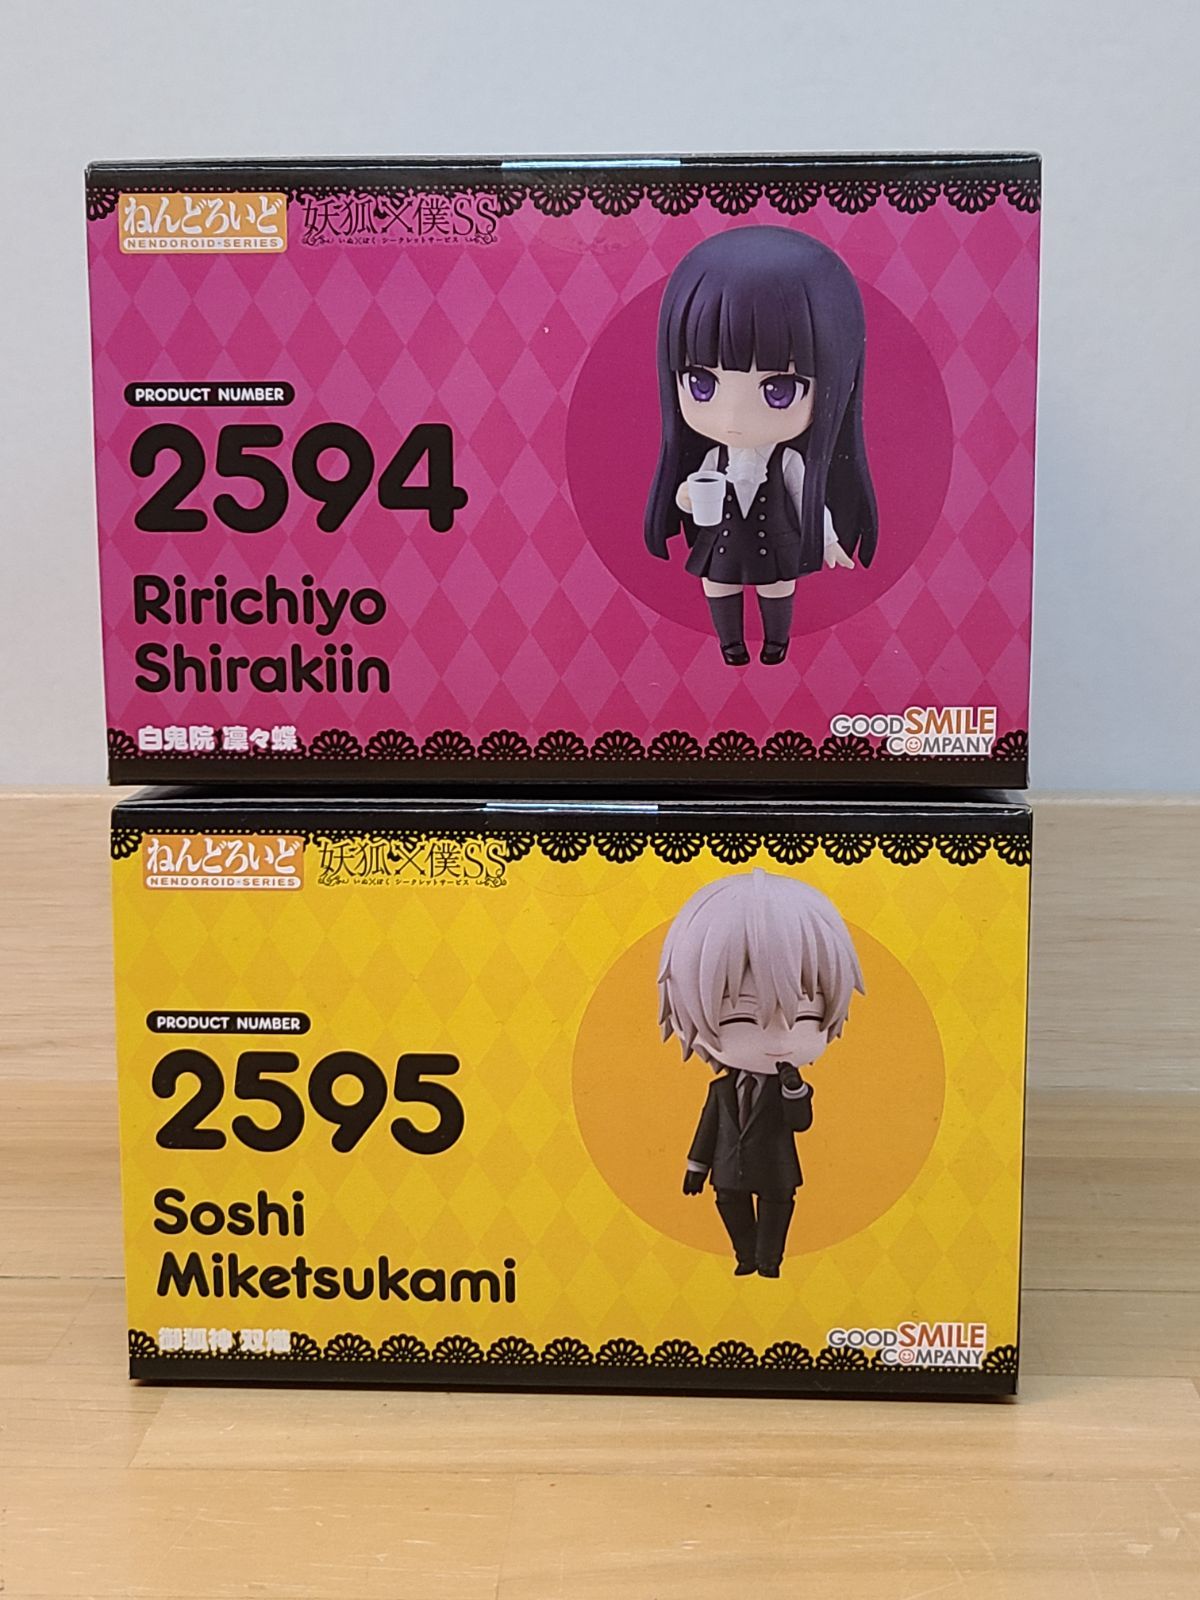 ねんどろいど
NENDOROID・SERIES
妖狐×僕SS
いぬ×ぼく シークレットサービス
PRODUCT NUMBER
2594
Ririchiyo
Shirakiin
白鬼院 凜々蝶
GOOD SMILE
COMPANY
ねんどろいど
NENDOROID・SERIES
妖狐×僕SS
いぬ×ぼく シークレットサービス
PRODUCT NUMBER
2595
Soshi
Miketsukami
御狐神 双熾
GOOD SMILE
COMPANY